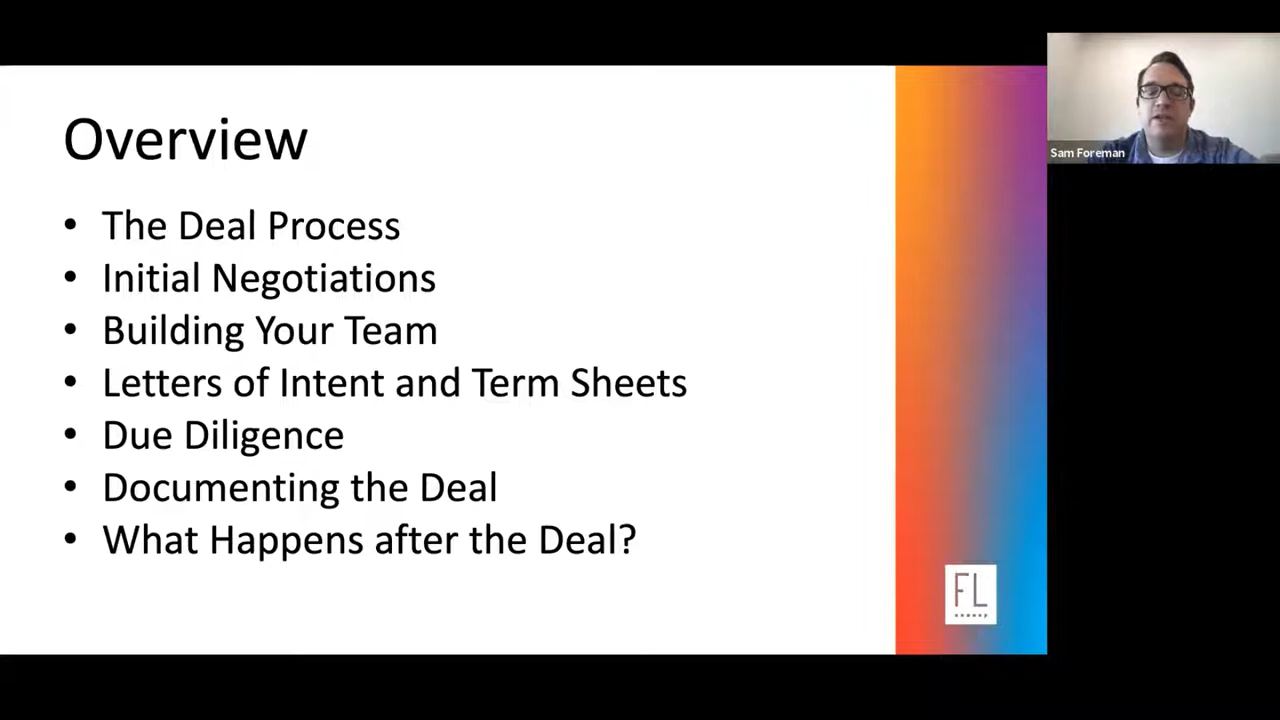 Overview
• The Deal Process
• Initial Negotiations
• Building Your Team
• Letters of Intent and Term Sheets
• Due Diligence
• Documenting the Deal
• What Happens after the Deal?
Sam Foreman
FL